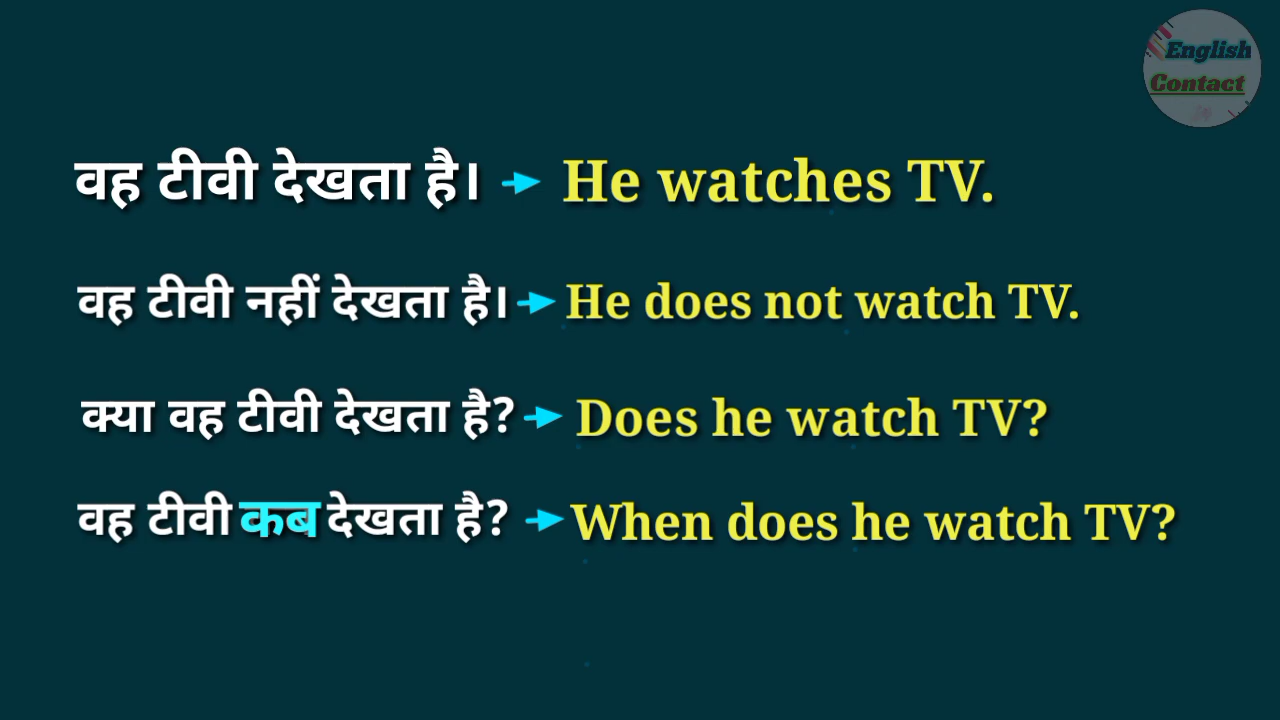 English
Contact
वह टीवी देखता है। → He watches TV.
वह टीवी नहीं देखता है। → He does not watch TV.
क्या वह टीवी देखता है? → Does he watch TV?
वह टीवी कब देखता है? → When does he watch TV?